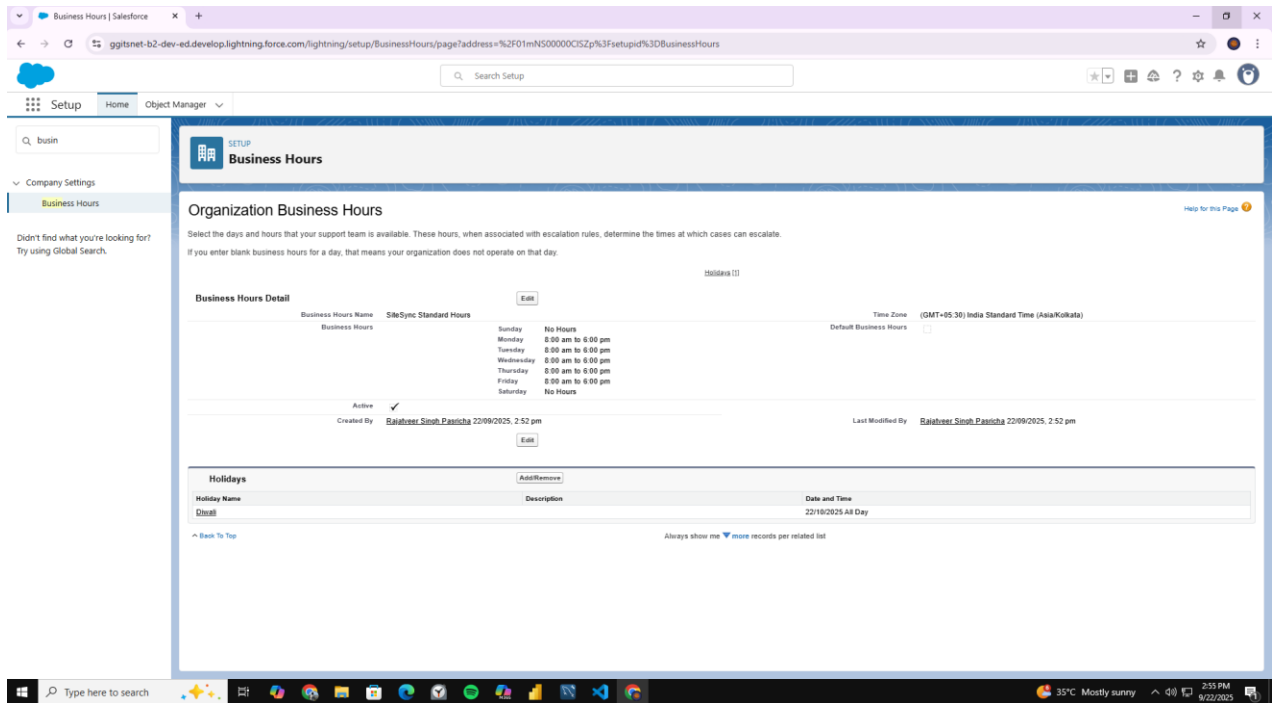 Business Hours | Salesforce
ggitsnet-b2-dev-ed.develop.lightning.force.com/lightning/setup/BusinessHours/page?address=%2F01mNS00000ClSZp%3Fsetupid%3DBusinessHours
Search Setup
Setup Home Object Manager
busin
SETUP
Business Hours
Company Settings
Business Hours
Didn't find what you're looking for?
Try using Global Search.
Organization Business Hours
Help for this Page
Select the days and hours that your support team is available. These hours, when associated with escalation rules, determine the times at which cases can escalate.
If you enter blank business hours for a day, that means your organization does not operate on that day.
Holidays [1]
Business Hours Detail Edit
Business Hours Name SiteSync Standard Hours Time Zone (GMT+05:30) India Standard Time (Asia/Kolkata)
Business Hours Default Business Hours
Sunday No Hours
Monday 8:00 am to 6:00 pm
Tuesday 8:00 am to 6:00 pm
Wednesday 8:00 am to 6:00 pm
Thursday 8:00 am to 6:00 pm
Friday 8:00 am to 6:00 pm
Saturday No Hours
Active
Created By Rajatveer Singh Pasricha 22/09/2025, 2:52 pm Last Modified By Rajatveer Singh Pasricha 22/09/2025, 2:52 pm
Edit
Holidays Add/Remove
Holiday Name Description Date and Time
Diwali 22/10/2025 All Day
Back To Top Always show me more records per related list
Type here to search
35°C Mostly sunny
2:55 PM
9/22/2025